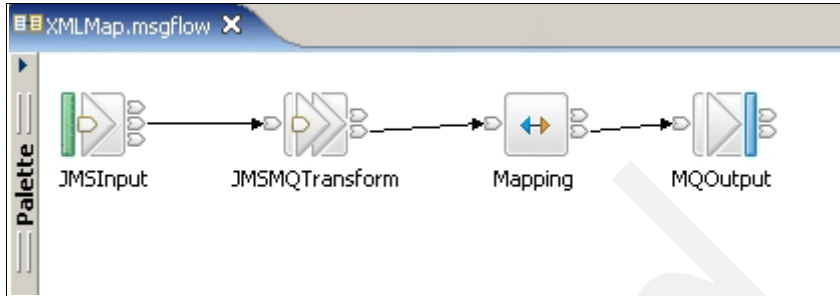 XMLMap.msgflow
Palette
JMSInput
JMSMQTransform
Mapping
MQOutput